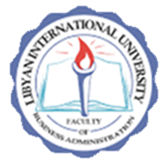 LIBYAN INTERNATIONAL UNIVERSITY
FACULTY
OF
BUSINESS ADMINISTRATION